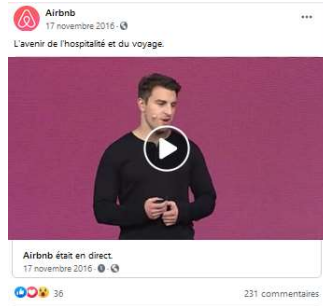 Airbnb
17 novembre 2016 ·
L'avenir de l'hospitalité et du voyage.
Airbnb était en direct.
17 novembre 2016 · ·
36
231 commentaires